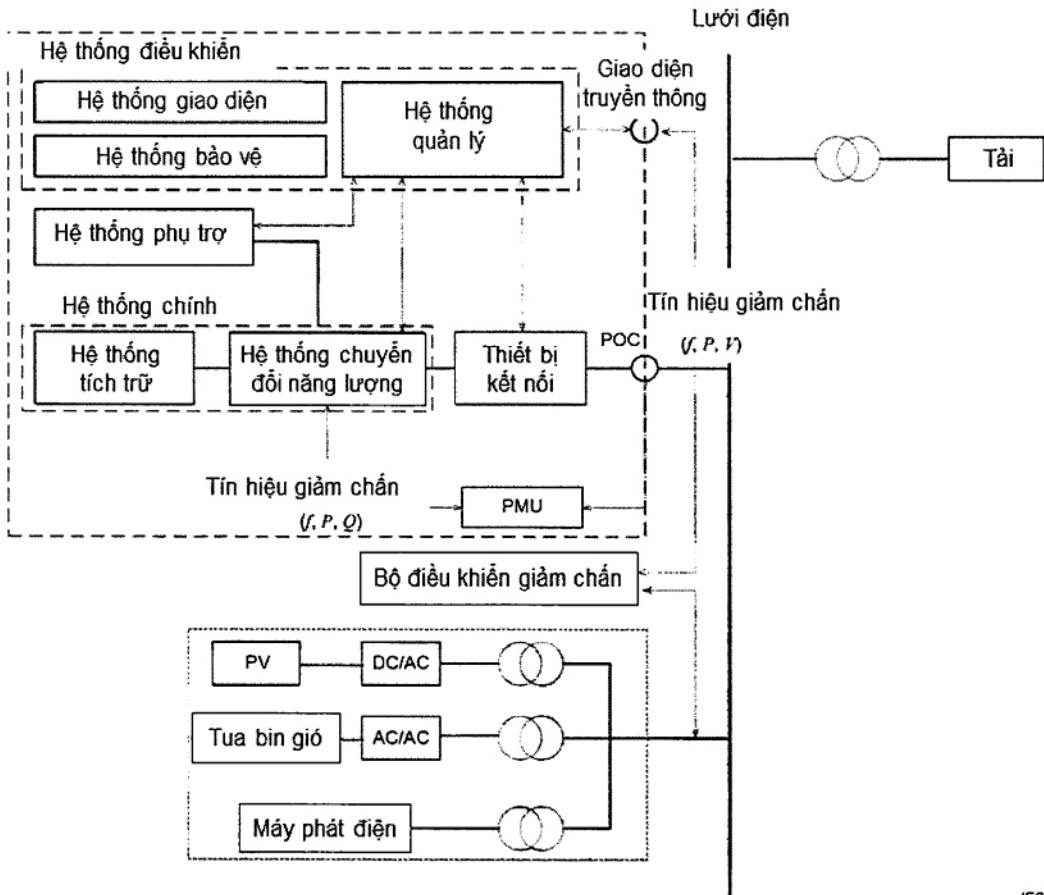 Lưới điện
Hệ thống điều khiển
Hệ thống giao diện
Hệ thống bảo vệ
Hệ thống
quản lý
Giao diện
truyền thông
Tải
Hệ thống phụ trợ
Hệ thống chính
Hệ thống
tích trữ
Hệ thống chuyển
đổi năng lượng
Thiết bị
kết nối
POC
Tín hiệu giảm chấn
(f, P, V)
Tín hiệu giảm chấn
(f, P, Q)
PMU
Bộ điều khiển giảm chấn
PV
DC/AC
Tua bin gió
AC/AC
Máy phát điện